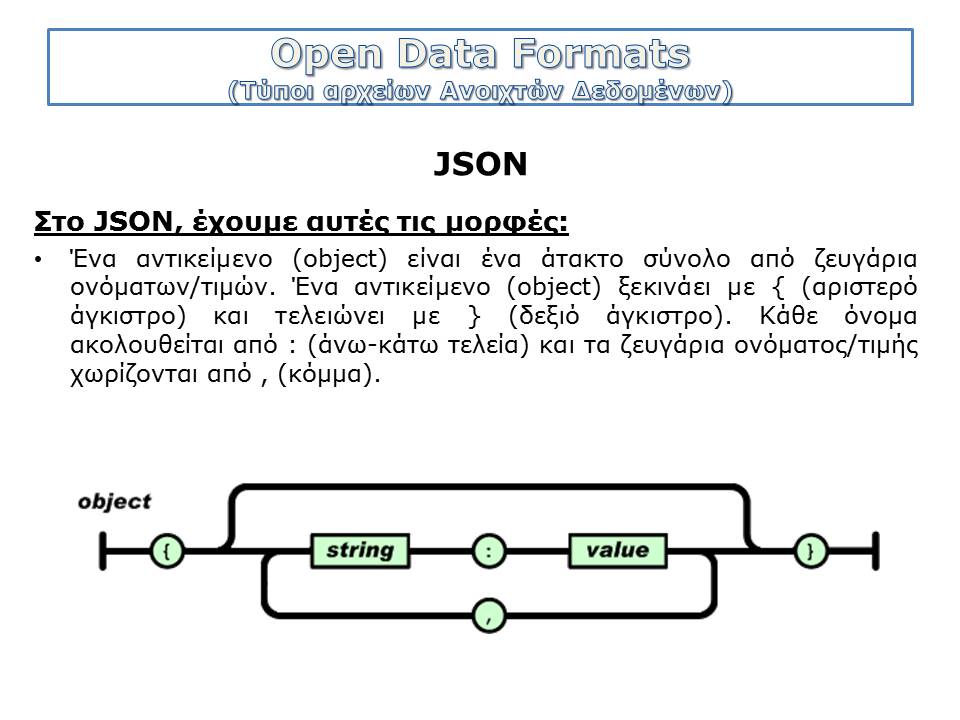 Open Data Formats
(Τύποι αρχείων Ανοιχτών Δεδομένων)
JSON
Στο JSON, έχουμε αυτές τις μορφές:
• Ένα αντικείμενο (object) είναι ένα άτακτο σύνολο από ζευγάρια
ονόματων/τιμών. Ένα αντικείμενο (object) ξεκινάει με { (αριστερό
άγκιστρο) και τελειώνει με } (δεξιό άγκιστρο). Κάθε όνομα
ακολουθείται από : (άνω-κάτω τελεία) και τα ζευγάρια ονόματος/τιμής
χωρίζονται από , (κόμμα).
object
{ string : value }
,